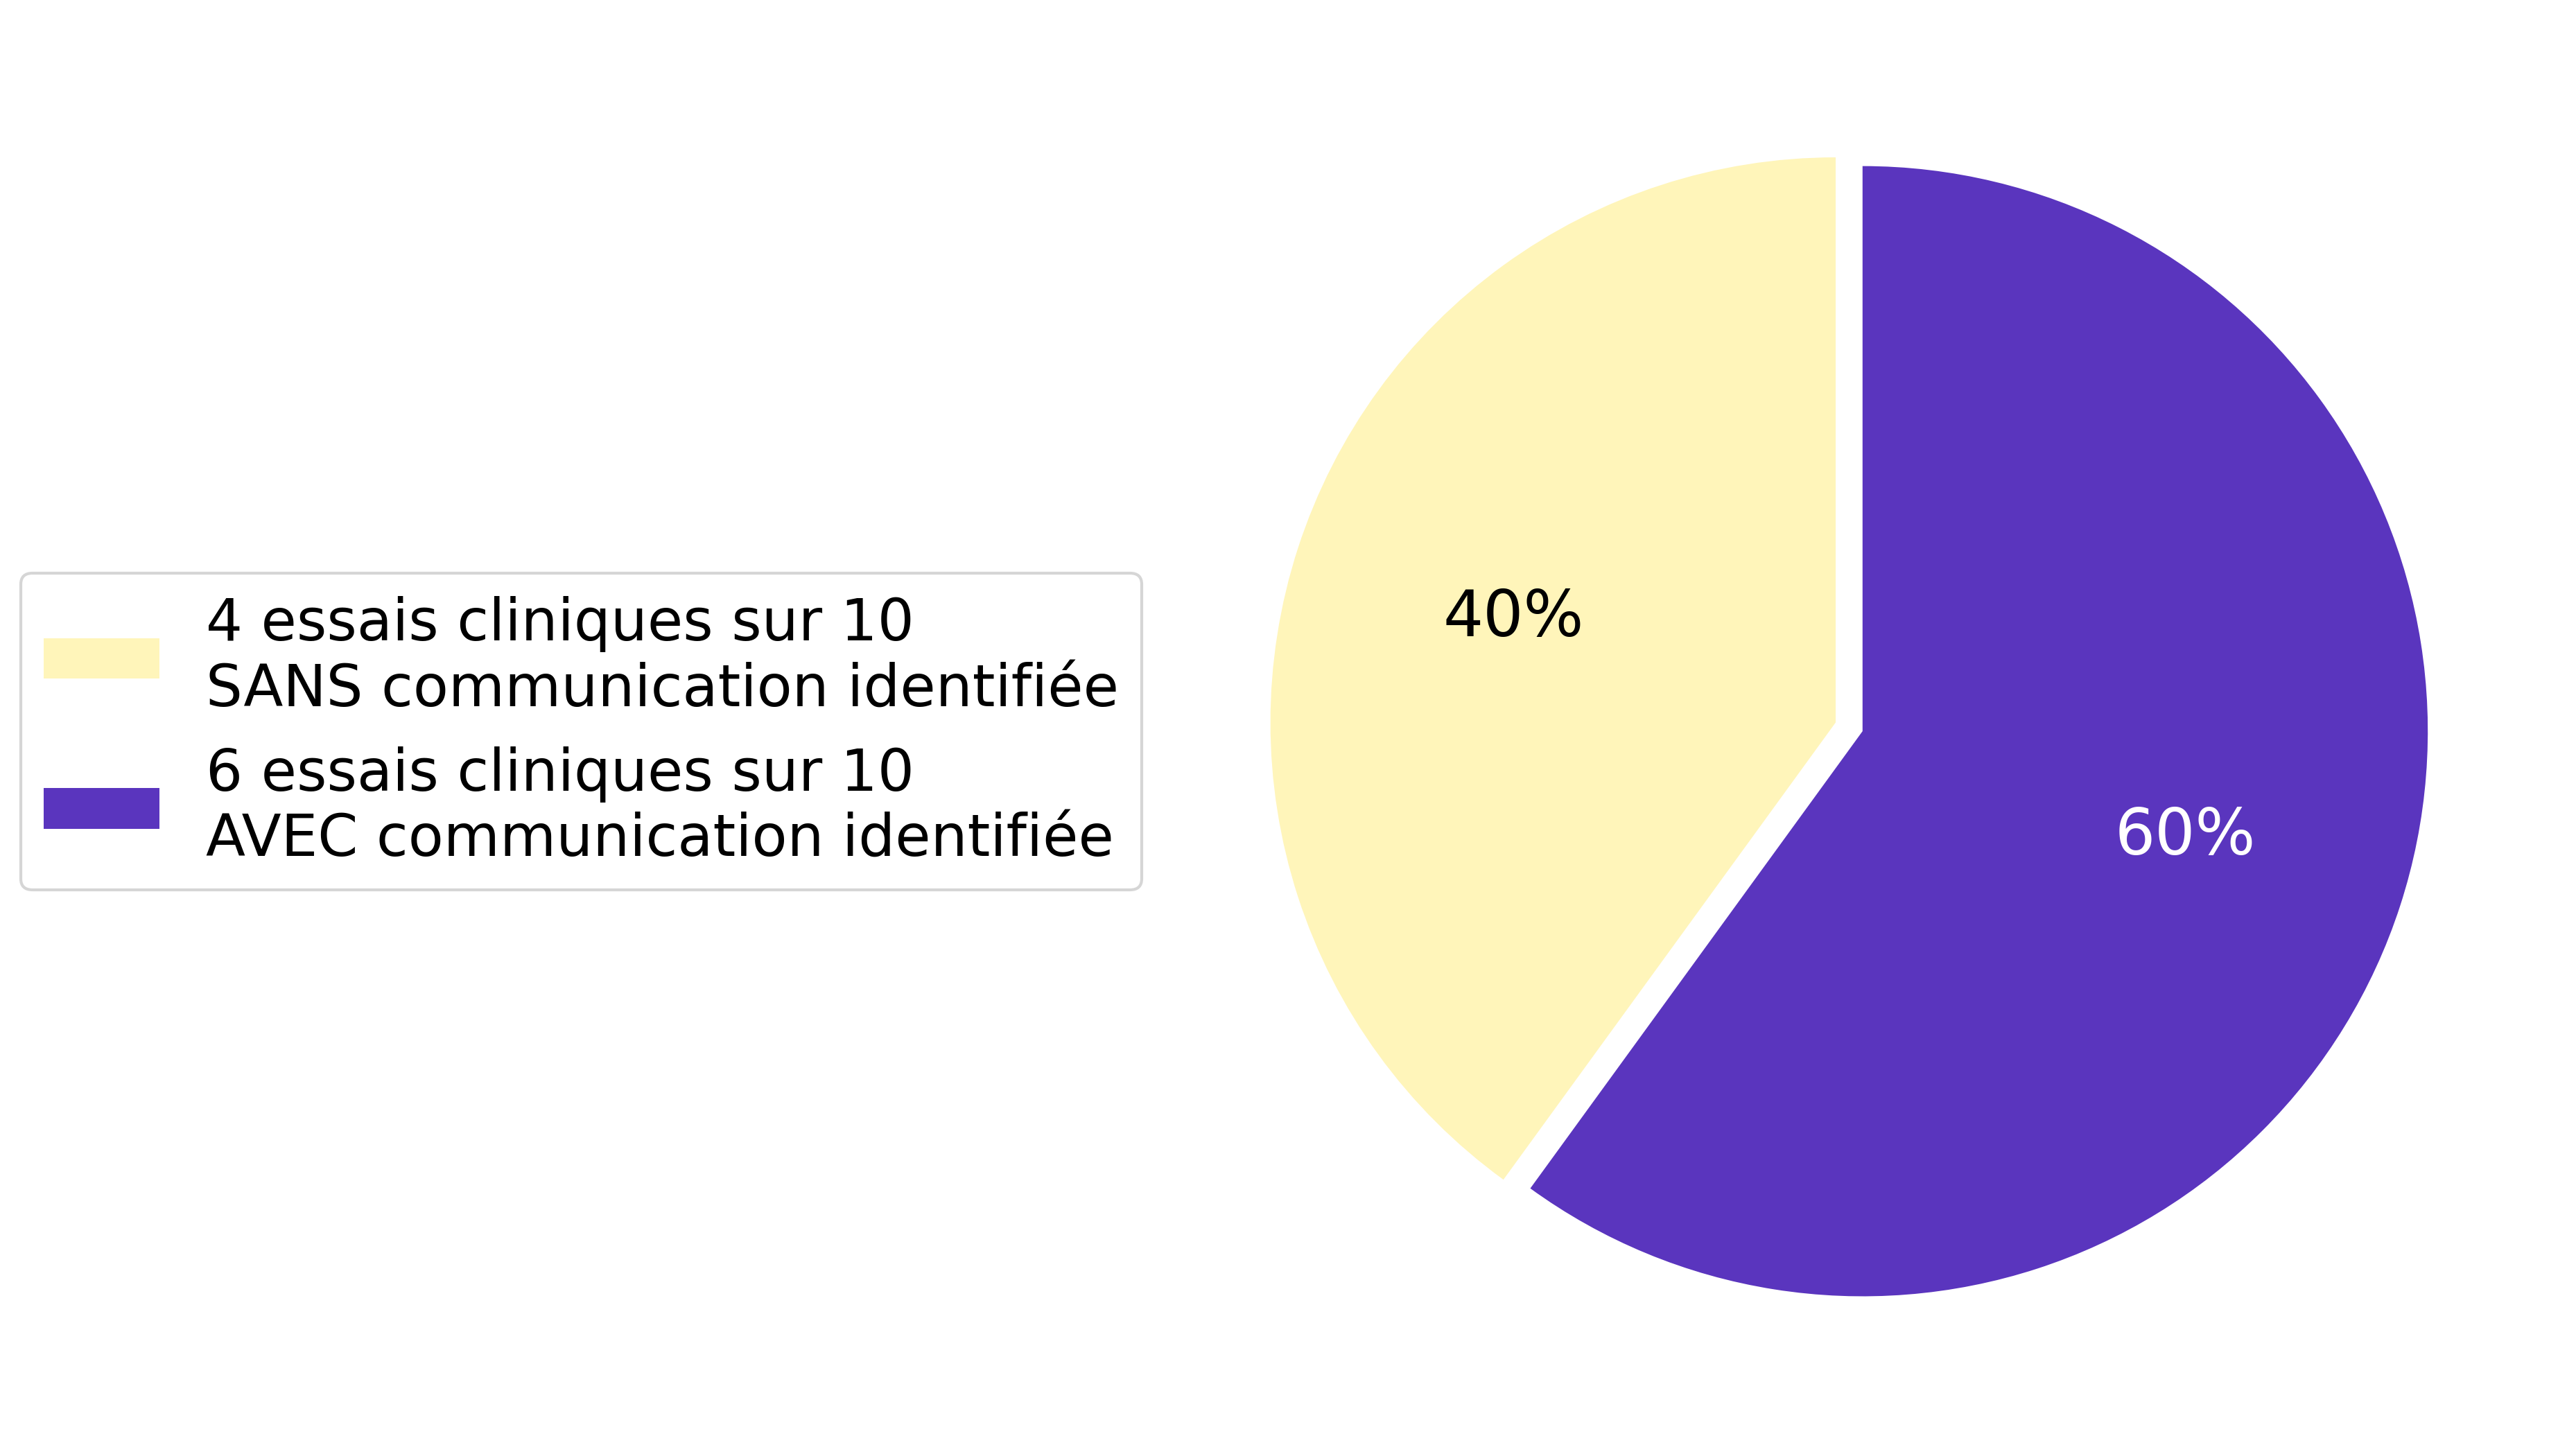 4 essais cliniques sur 10
SANS communication identifiée
6 essais cliniques sur 10
AVEC communication identifiée
40%
60%